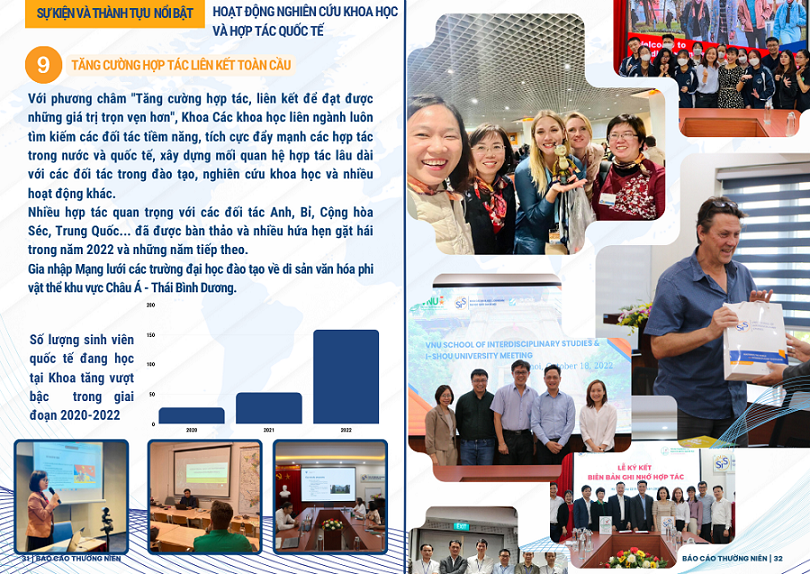 SỰ KIỆN VÀ THÀNH TỰU NỔI BẬT
HOẠT ĐỘNG NGHIÊN CỨU KHOA HỌC
VÀ HỢP TÁC QUỐC TẾ
9 TĂNG CƯỜNG HỢP TÁC LIÊN KẾT TOÀN CẦU
Với phương châm "Tăng cường hợp tác, liên kết để đạt được
những giá trị trọn vẹn hơn", Khoa Các khoa học liên ngành luôn
tìm kiếm các đối tác tiềm năng, tích cực đẩy mạnh các hợp tác
trong nước và quốc tế, xây dựng mối quan hệ hợp tác lâu dài
với các đối tác trong đào tạo, nghiên cứu khoa học và nhiều
hoạt động khác.
Nhiều hợp tác quan trọng với các đối tác Anh, Bỉ, Cộng hòa
Séc, Trung Quốc... đã được bàn thảo và nhiều hứa hẹn gặt hái
trong năm 2022 và những năm tiếp theo.
Gia nhập Mạng lưới các trường đại học đào tạo về di sản văn hóa phi
vật thể khu vực Châu Á - Thái Bình Dương.
Số lượng sinh viên
quốc tế đang học
tại Khoa tăng vượt
bậc trong giai
đoạn 2020-2022
200
150
100
50
0
2020 2021 2022
31 | BÁO CÁO THƯỜNG NIÊN
Welcome to
SIS
VNU SCHOOL OF INTERDISCIPLINARY STUDIES &
I-SHOU UNIVERSITY MEETING
October 18, 2022
LỄ KÝ KẾT
BIÊN BẢN GHI NHỚ HỢP TÁC
SIS
EXIT
BÁO CÁO THƯỜNG NIÊN | 32